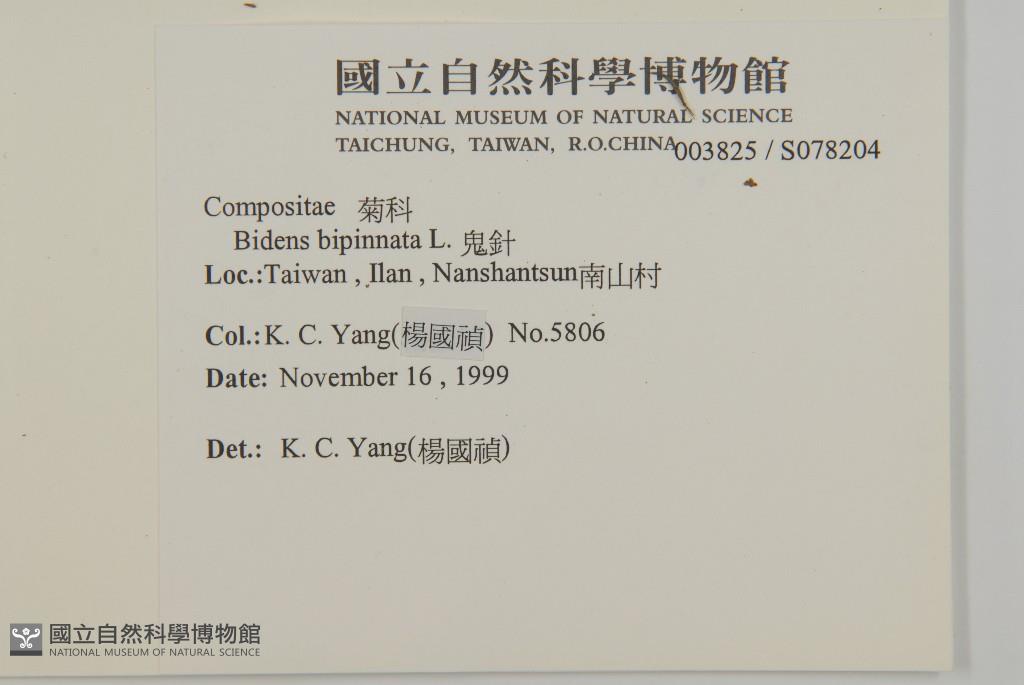 國立自然科學博物館
NATIONAL MUSEUM OF NATURAL SCIENCE
TAICHUNG, TAIWAN, R.O.CHINA
003825 / S078204
Compositae 菊科
Bidens bipinnata L. 鬼針
Loc.:Taiwan , Ilan , Nanshantsun南山村
Col.:K. C. Yang(楊國禎) No.5806
Date: November 16 , 1999
Det.: K. C. Yang(楊國禎)
國立自然科學博物館
NATIONAL MUSEUM OF NATURAL SCIENCE